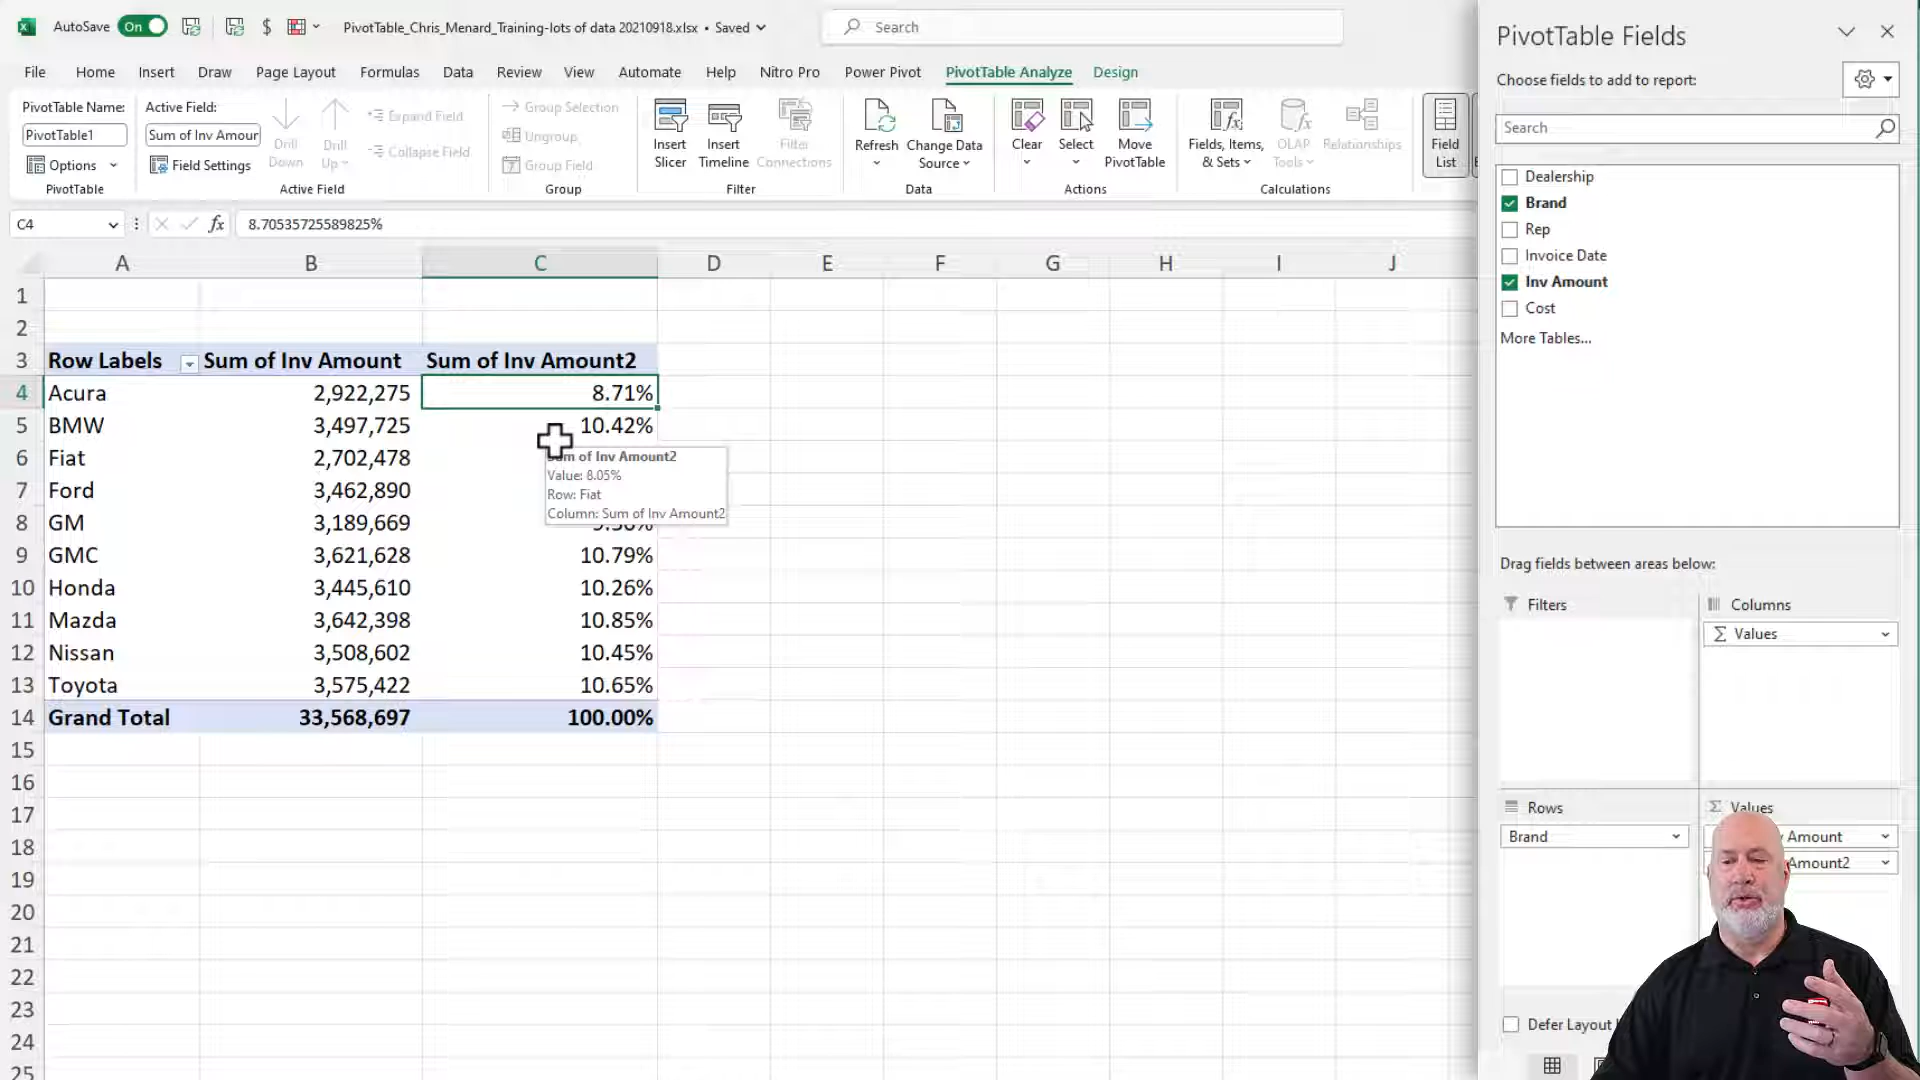 AutoSave On $ PivotTable_Chris_Menard_Training-lots of data 20210918.xlsx • Saved Search
File Home Insert Draw Page Layout Formulas Data Review View Automate Help Nitro Pro Power Pivot PivotTable Analyze Design
PivotTable Name:
PivotTable1
Options
PivotTable
Active Field:
Sum of Inv Amour
Field Settings
Drill Down
Drill Up
Expand Field
Collapse Field
Active Field
Group Selection
Ungroup
Group Field
Group
Insert Slicer
Insert Timeline
Filter Connections
Filter
Refresh
Change Data Source
Data
Clear
Select
Move PivotTable
Actions
Fields, Items, & Sets
OLAP Tools
Relationships
Calculations
Field List
C4 fx 8.70535725589825%
A B C D E F G H I J
1
2
3 Row Labels Sum of Inv Amount Sum of Inv Amount2
4 Acura 2,922,275 8.71%
5 BMW 3,497,725 10.42%
6 Fiat 2,702,478
7 Ford 3,462,890
8 GM 3,189,669
9 GMC 3,621,628 10.79%
10 Honda 3,445,610 10.26%
11 Mazda 3,642,398 10.85%
12 Nissan 3,508,602 10.45%
13 Toyota 3,575,422 10.65%
14 Grand Total 33,568,697 100.00%
15
16
17
18
19
20
21
22
23
24
25
of Inv Amount2
Value: 8.05%
Row: Fiat
Column: Sum of Inv Amount2
PivotTable Fields
Choose fields to add to report:
Search
Dealership
Brand
Rep
Invoice Date
Inv Amount
Cost
More Tables...
Drag fields between areas below:
Filters
Columns
Σ Values
Rows
Brand
Σ Values
Amount
Amount2
Defer Layout